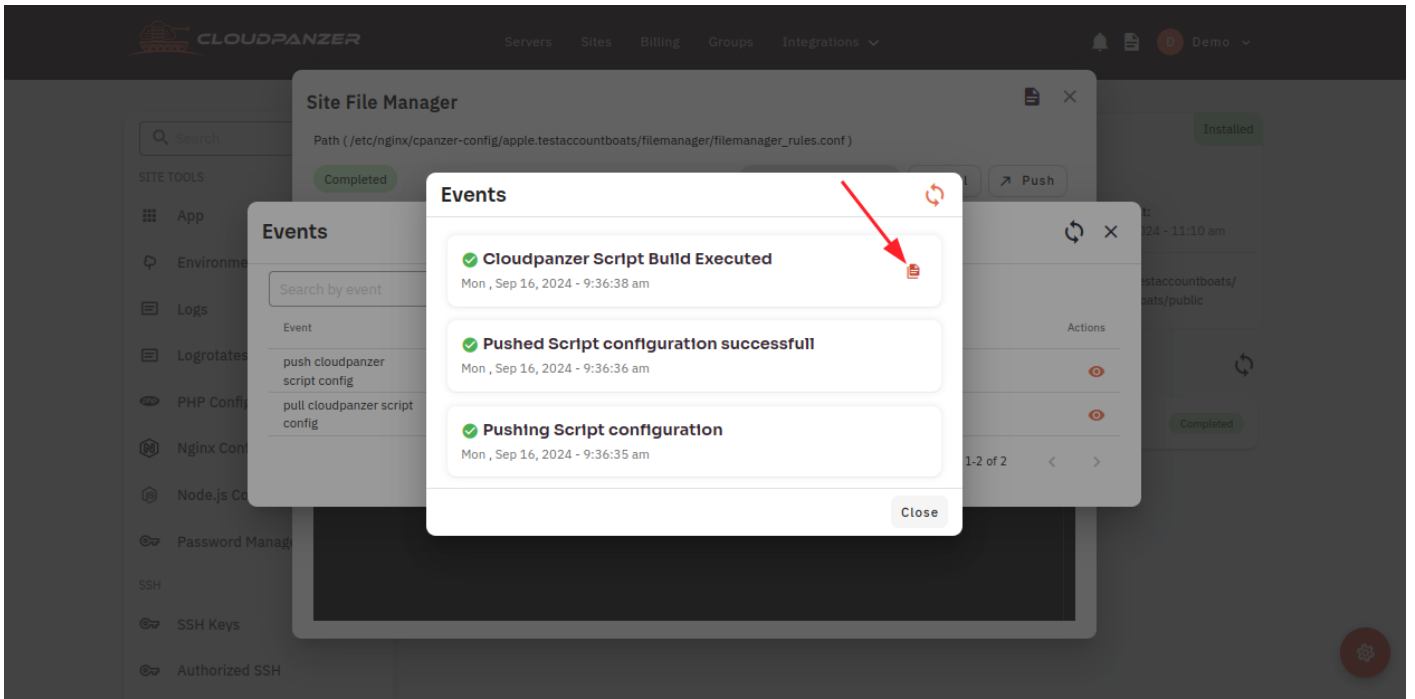 CLOUDPANZER
Servers
Sites
Billing
Groups
Integrations
D
Demo
Search
SITE TOOLS
App
Environme
Logs
Logrotates
PHP Config
Nginx Con
Node.js Co
Password Manag
SSH
SSH Keys
Authorized SSH
Site File Manager
Path ( /etc/nginx/cpanzer-config/apple.testaccountboats/filemanager/filemanager_rules.conf )
Completed
Push
Installed
t:
024 - 11:10 am
estaccountboats/
oats/public
Completed
Events
Search by event
Event
Actions
push cloudpanzer
script config
pull cloudpanzer script
config
1-2 of 2
Events
Cloudpanzer Script Build Executed
Mon , Sep 16, 2024 - 9:36:38 am
Pushed Script configuration successfull
Mon , Sep 16, 2024 - 9:36:36 am
Pushing Script configuration
Mon , Sep 16, 2024 - 9:36:35 am
Close